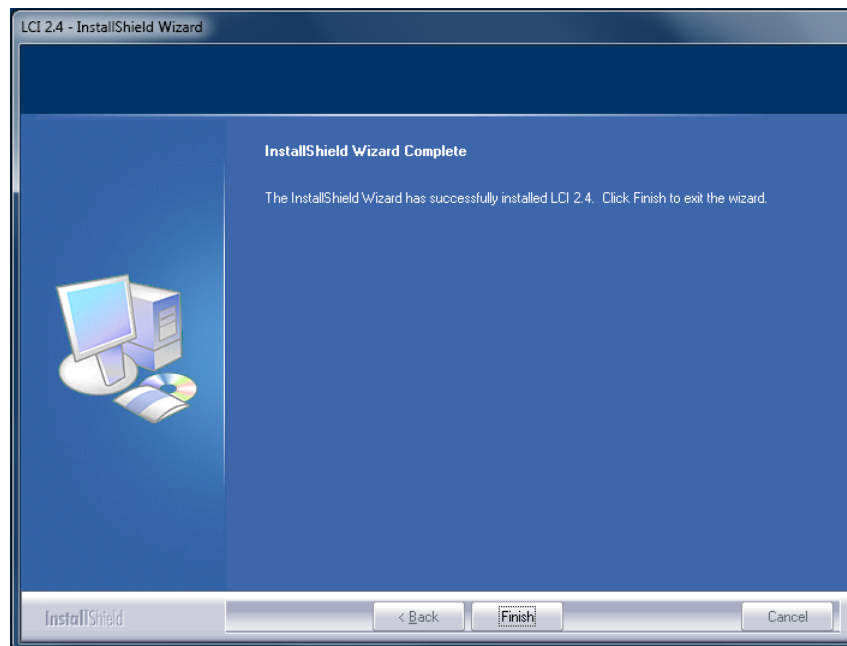 LCI 2.4 - InstallShield Wizard
InstallShield Wizard Complete
The InstallShield Wizard has successfully installed LCI 2.4. Click Finish to exit the wizard.
InstallShield
< Back
Finish
Cancel